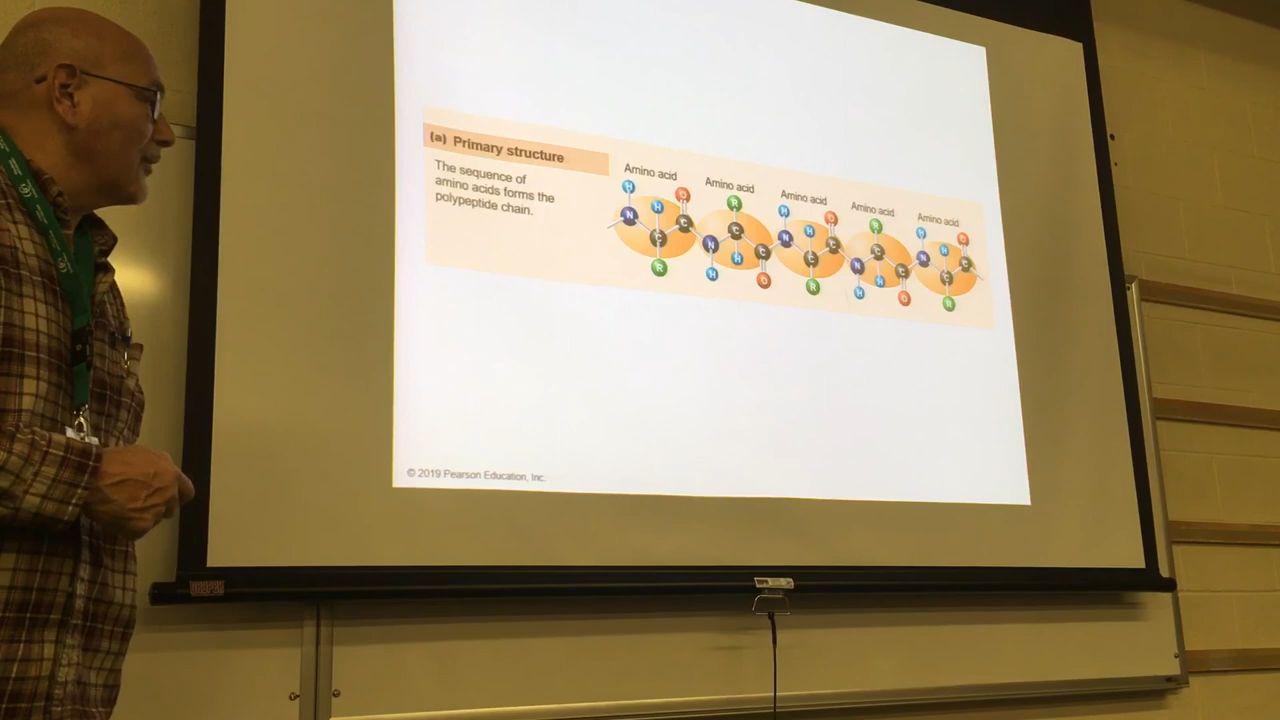 (a) Primary structure
The sequence of
amino acids forms the
polypeptide chain.
Amino acid
Amino acid
Amino acid
Amino acid
Amino acid
H
O
R
H
O
R
H
O
N
H
C
C
N
H
C
C
N
H
C
R
N
C
H
C
R
N
C
H
C
R
H
O
H
O
© 2019 Pearson Education, Inc.